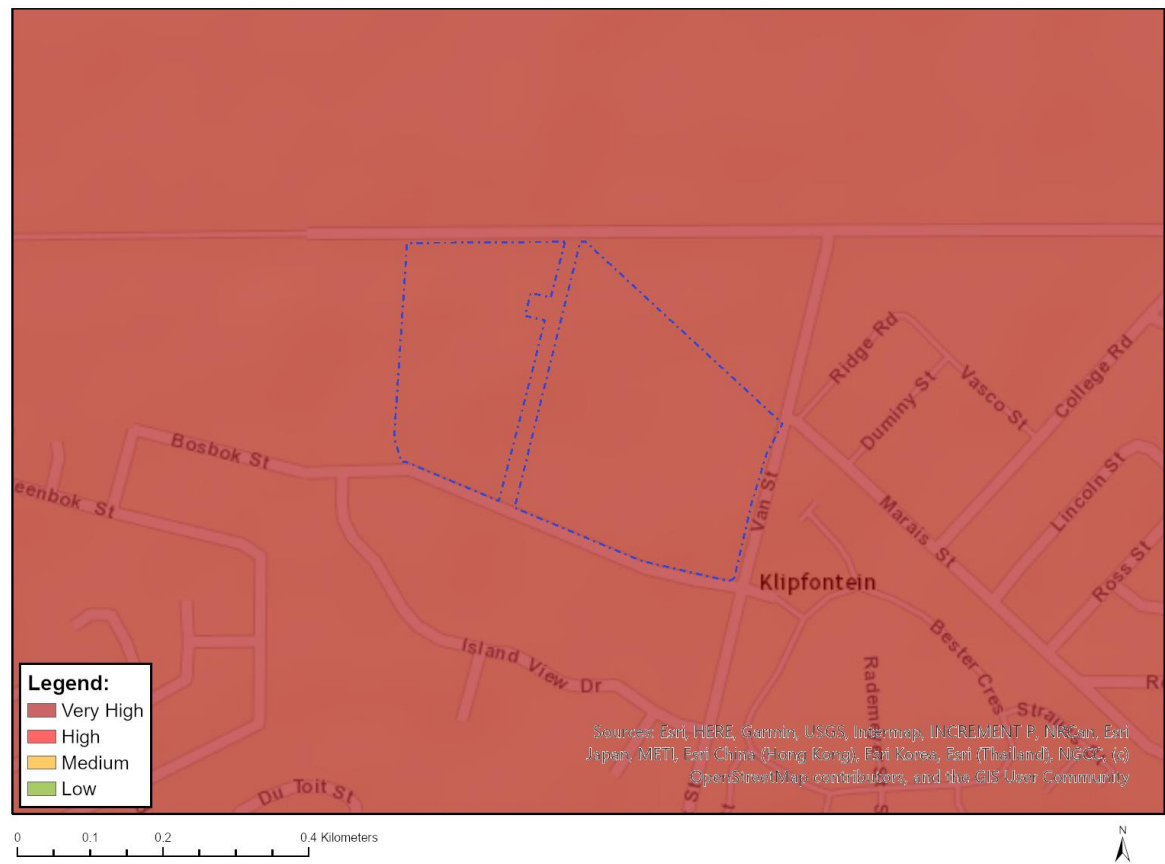 Ridge Rd
Duminy St
Vasco St
College Rd
Bosbok St
eenbok St
Van St
Marais St
Lincoln St
Ross St
Klipfontein
Bester Cres
Island View Dr
Legend:
Very High
High
Medium
Low
Du Toit St
St
Sources: Esri, HERE, Garmin, USGS, Intermap, INCREMENT P, NRCan, Esri
Japan, METI, Esri China (Hong Kong), Esri Korea, Esri (Thailand), NGCC, (c)
OpenStreetMap contributors, and the GIS User Community
0 0.1 0.2 0.4 Kilometers
N